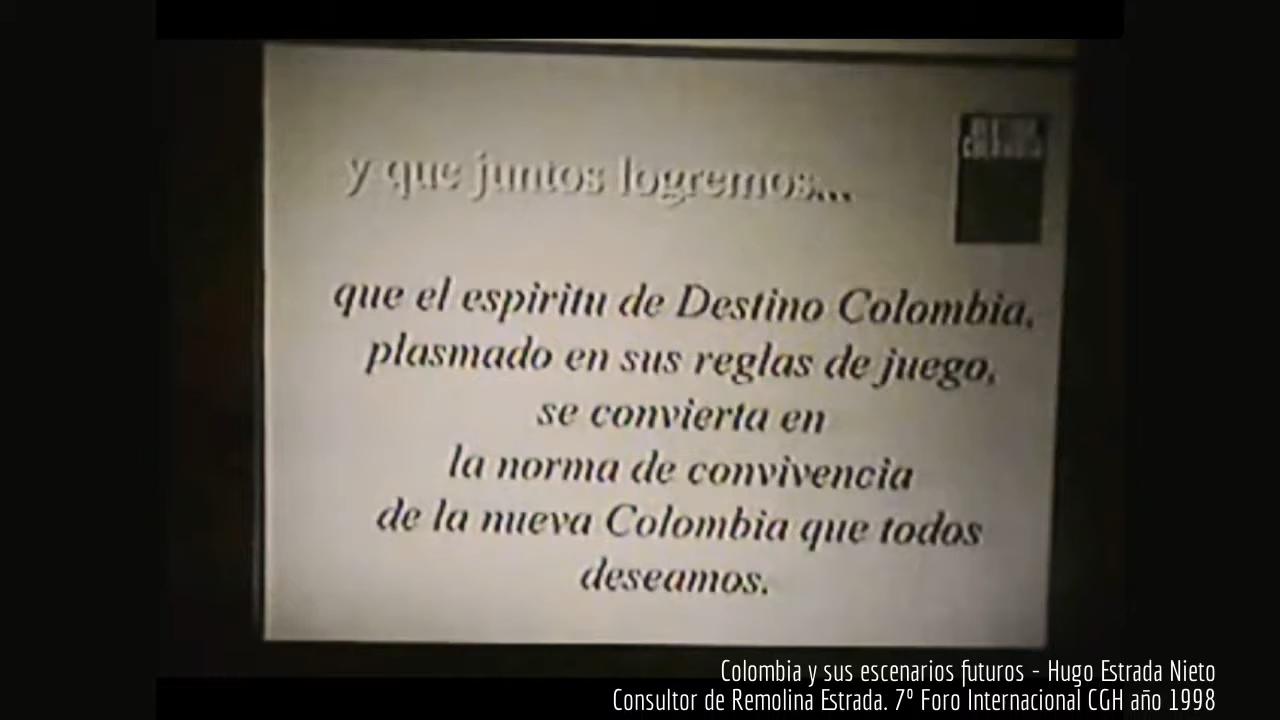 y que juntos logremos...
DESTINO
COLOMBIA
que el espiritu de Destino Colombia,
plasmado en sus reglas de juego,
se convierta en
la norma de convivencia
de la nueva Colombia que todos
deseamos.
Colombia y sus escenarios futuros - Hugo Estrada Nieto
Consultor de Remolina Estrada. 7º Foro Internacional CGH año 1998